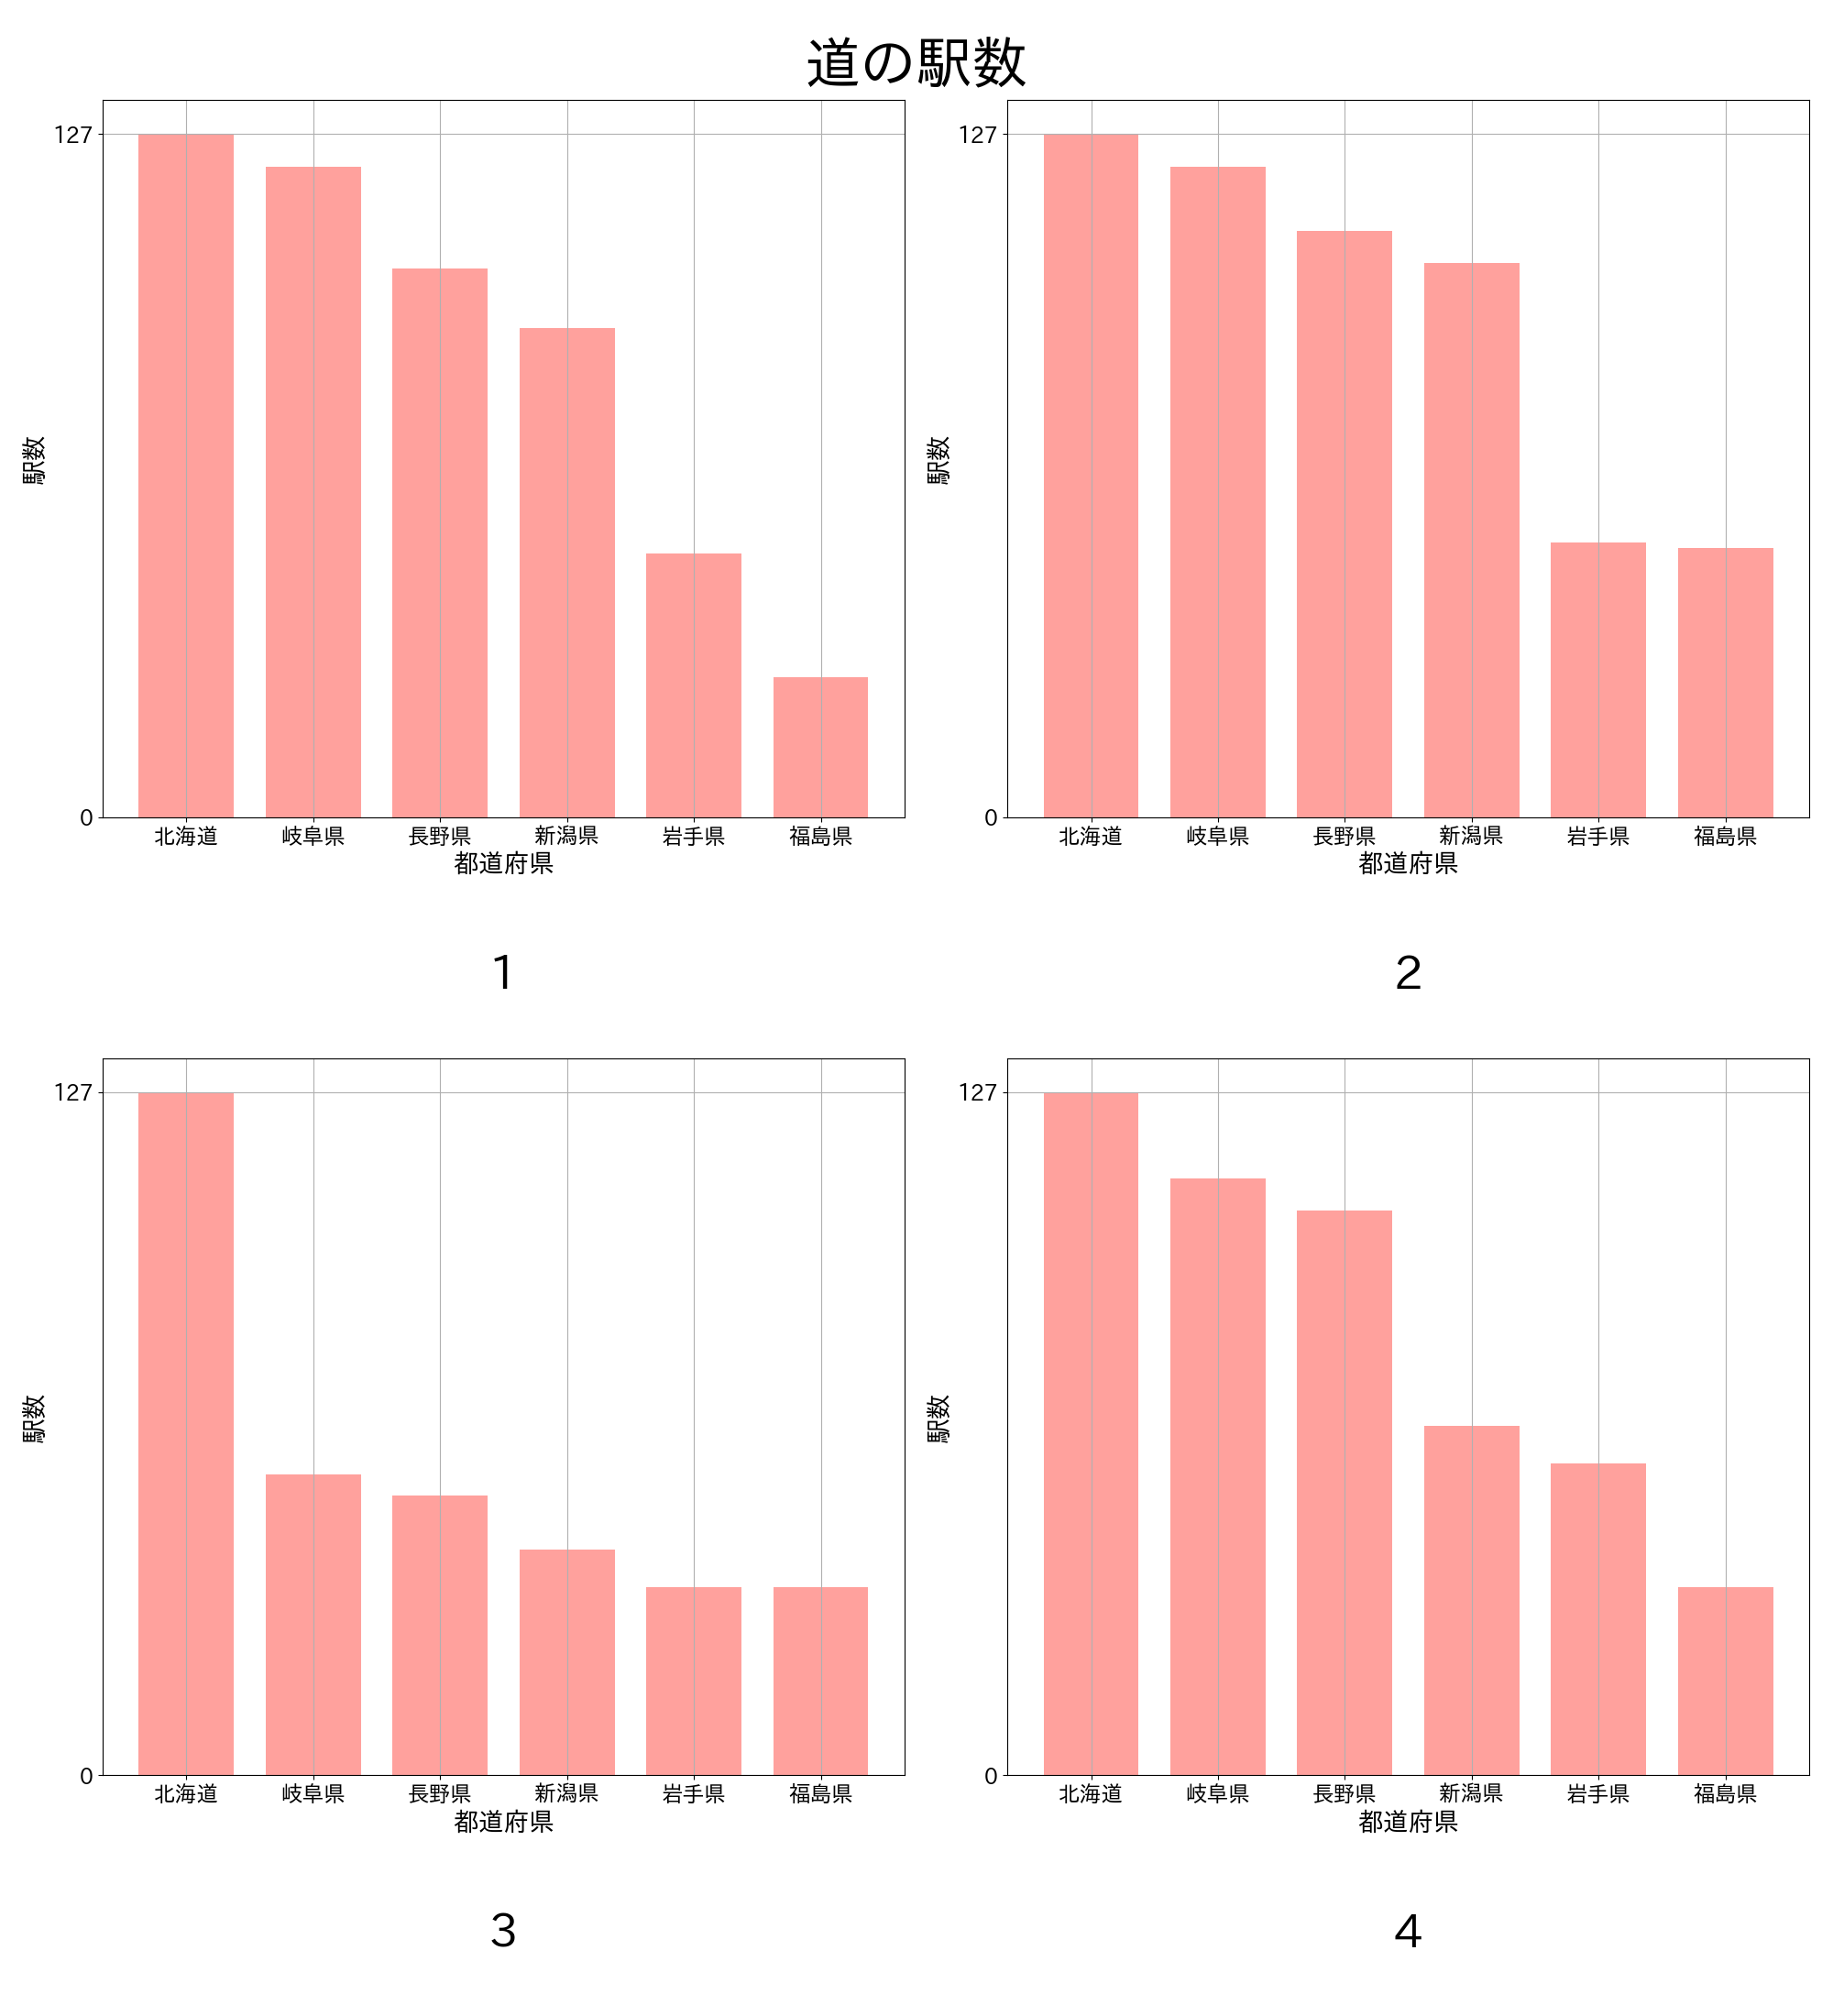 道の駅数
127
0
駅数
北海道 岐阜県 長野県 新潟県 岩手県 福島県
都道府県
1
127
0
駅数
北海道 岐阜県 長野県 新潟県 岩手県 福島県
都道府県
2
127
0
駅数
北海道 岐阜県 長野県 新潟県 岩手県 福島県
都道府県
3
127
0
駅数
北海道 岐阜県 長野県 新潟県 岩手県 福島県
都道府県
4